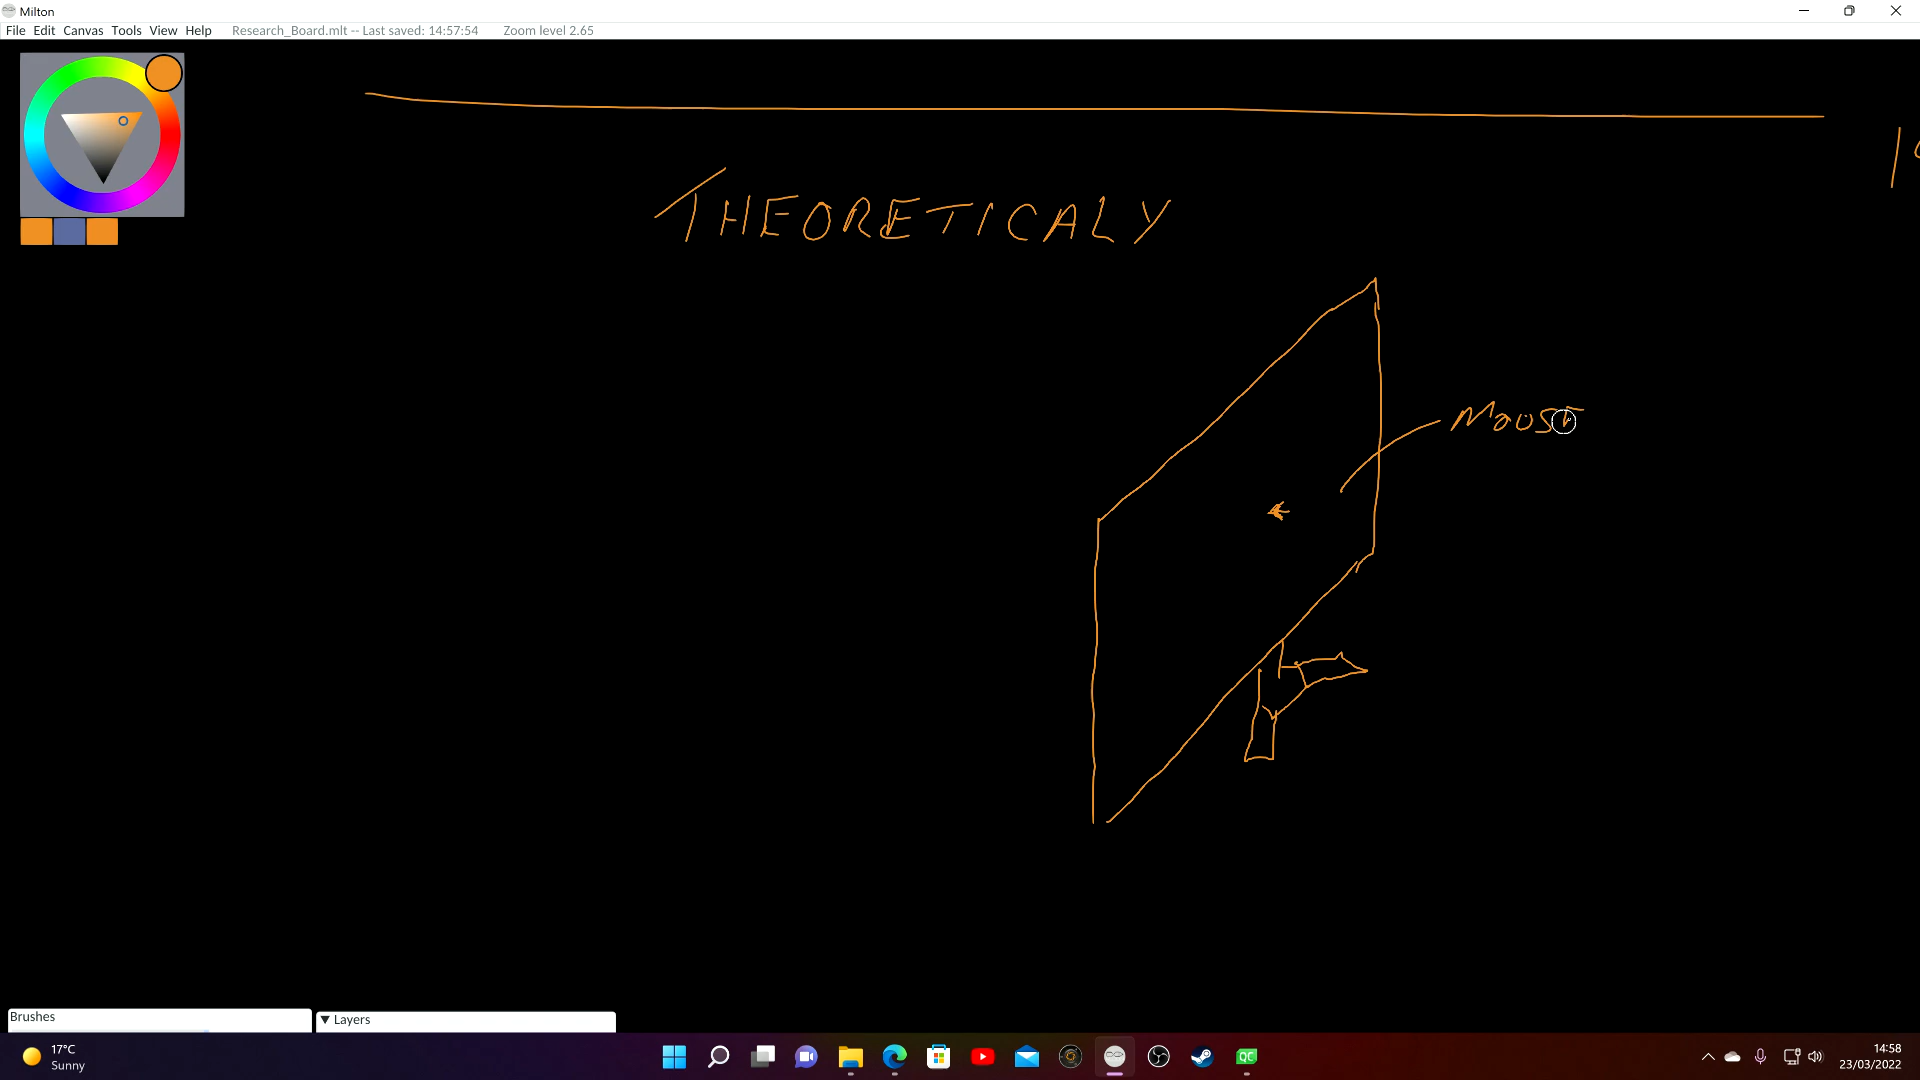 Milton
File Edit Canvas Tools View Help Research_Board.mlt -- Last saved: 14:57:54 Zoom level 2.65
THEORETICALY
MOUSE
Brushes
▼ Layers
17°C
Sunny
QC
14:58
23/03/2022